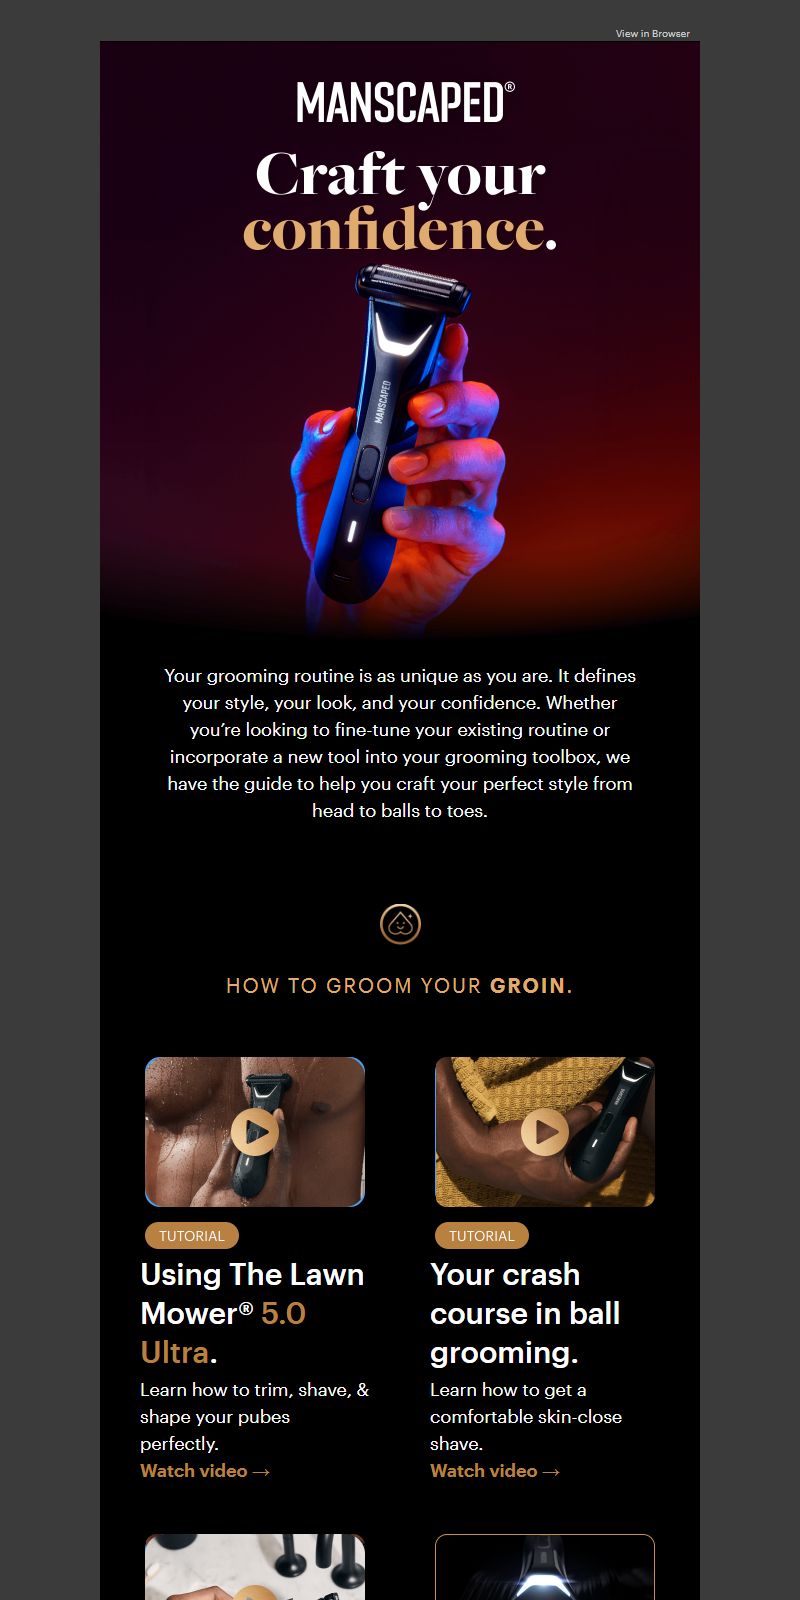 View in Browser
MANSCAPED®
Craft your
confidence.
MANSCAPED
Your grooming routine is as unique as you are. It defines
your style, your look, and your confidence. Whether
you’re looking to fine-tune your existing routine or
incorporate a new tool into your grooming toolbox, we
have the guide to help you craft your perfect style from
head to balls to toes.
HOW TO GROOM YOUR GROIN.
TUTORIAL
Using The Lawn
Mower® 5.0
Ultra.
Learn how to trim, shave, &
shape your pubes
perfectly.
Watch video →
MANSCAPED
TUTORIAL
Your crash
course in ball
grooming.
Learn how to get a
comfortable skin-close
shave.
Watch video →